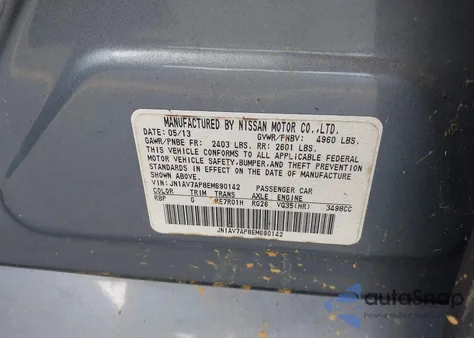 MANUFACTURED BY NISSAN MOTOR CO.,LTD.
DATE: 05/13 GVWR/PNBV: 4960 LBS.
GAWR/PNBE FR: 2403 LBS. RR: 2601 LBS.
THIS VEHICLE CONFORMS TO ALL APPLICABLE FEDERAL
MOTOR VEHICLE SAFETY,BUMPER,AND THEFT PREVENTION
STANDARDS IN EFFECT ON THE DATE OF MANUFACTURE
SHOWN ABOVE.
VIN: JN1AV7AP8EM690142 PASSENGER CAR
COLOR TRIM TRANS AXLE ENGINE
RBP G RE7R01H RG26 VQ35(HR) 3498CC
JN1AV7AP8EM690142
autoSnap